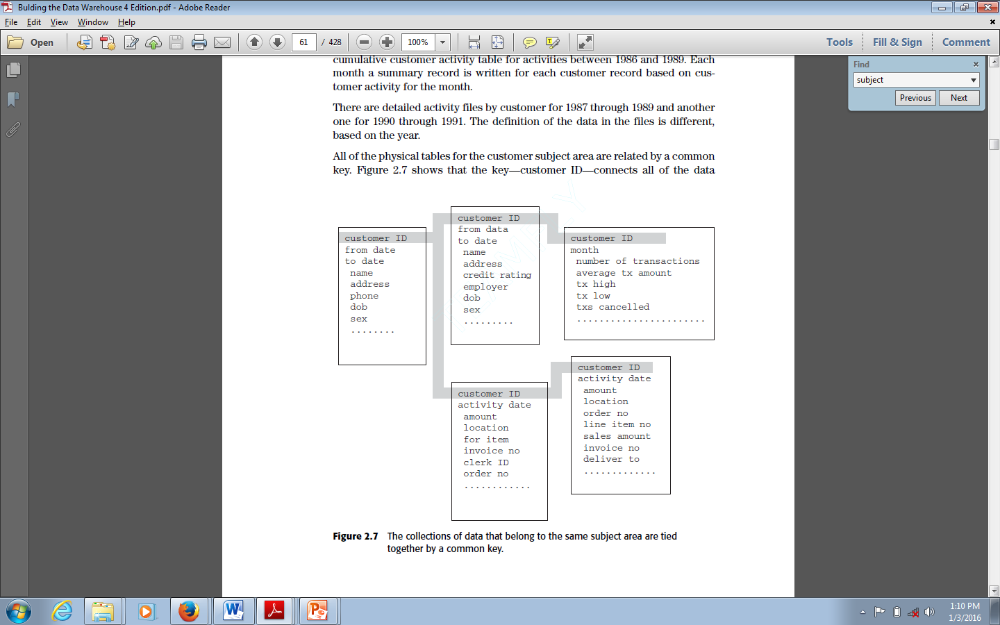 Bulding the Data Warehouse 4 Edition.pdf - Adobe Reader
File Edit View Window Help
Open 61 / 428 100% Tools Fill & Sign Comment
Find
subject
Previous Next
cumulative customer activity table for activities between 1986 and 1989. Each
month a summary record is written for each customer record based on cus-
tomer activity for the month.
There are detailed activity files by customer for 1987 through 1989 and another
one for 1990 through 1991. The definition of the data in the files is different,
based on the year.
All of the physical tables for the customer subject area are related by a common
key. Figure 2.7 shows that the key—customer ID—connects all of the data
customer ID
from date
to date
name
address
phone
dob
sex
........
customer ID
from data
to date
name
address
credit rating
employer
dob
sex
.........
customer ID
month
number of transactions
average tx amount
tx high
tx low
txs cancelled
.......................
customer ID
activity date
amount
location
for item
invoice no
clerk ID
order no
............
customer ID
activity date
amount
location
order no
line item no
sales amount
invoice no
deliver to
.............
Figure 2.7 The collections of data that belong to the same subject area are tied
together by a common key.
1:10 PM
1/3/2016